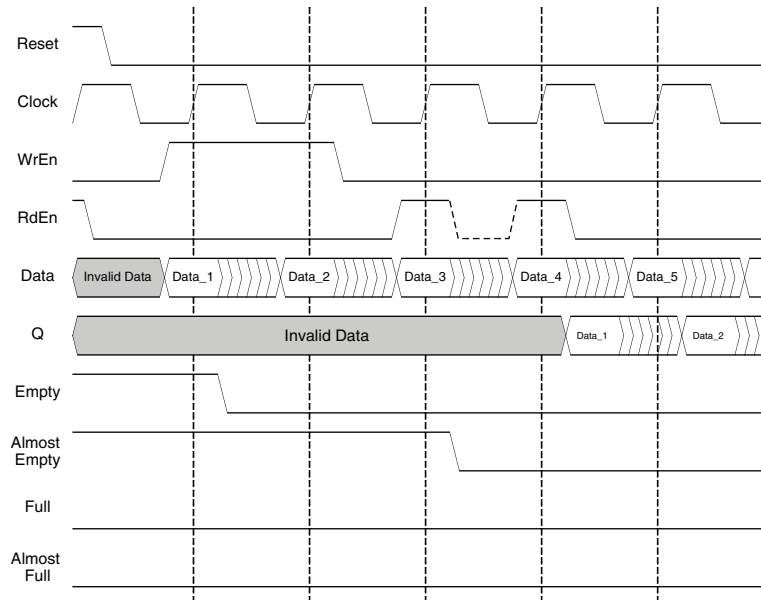 Reset
Clock
WrEn
RdEn
Data Invalid Data Data_1 Data_2 Data_3 Data_4 Data_5
Q Invalid Data Data_1 Data_2
Empty
Almost
Empty
Full
Almost
Full